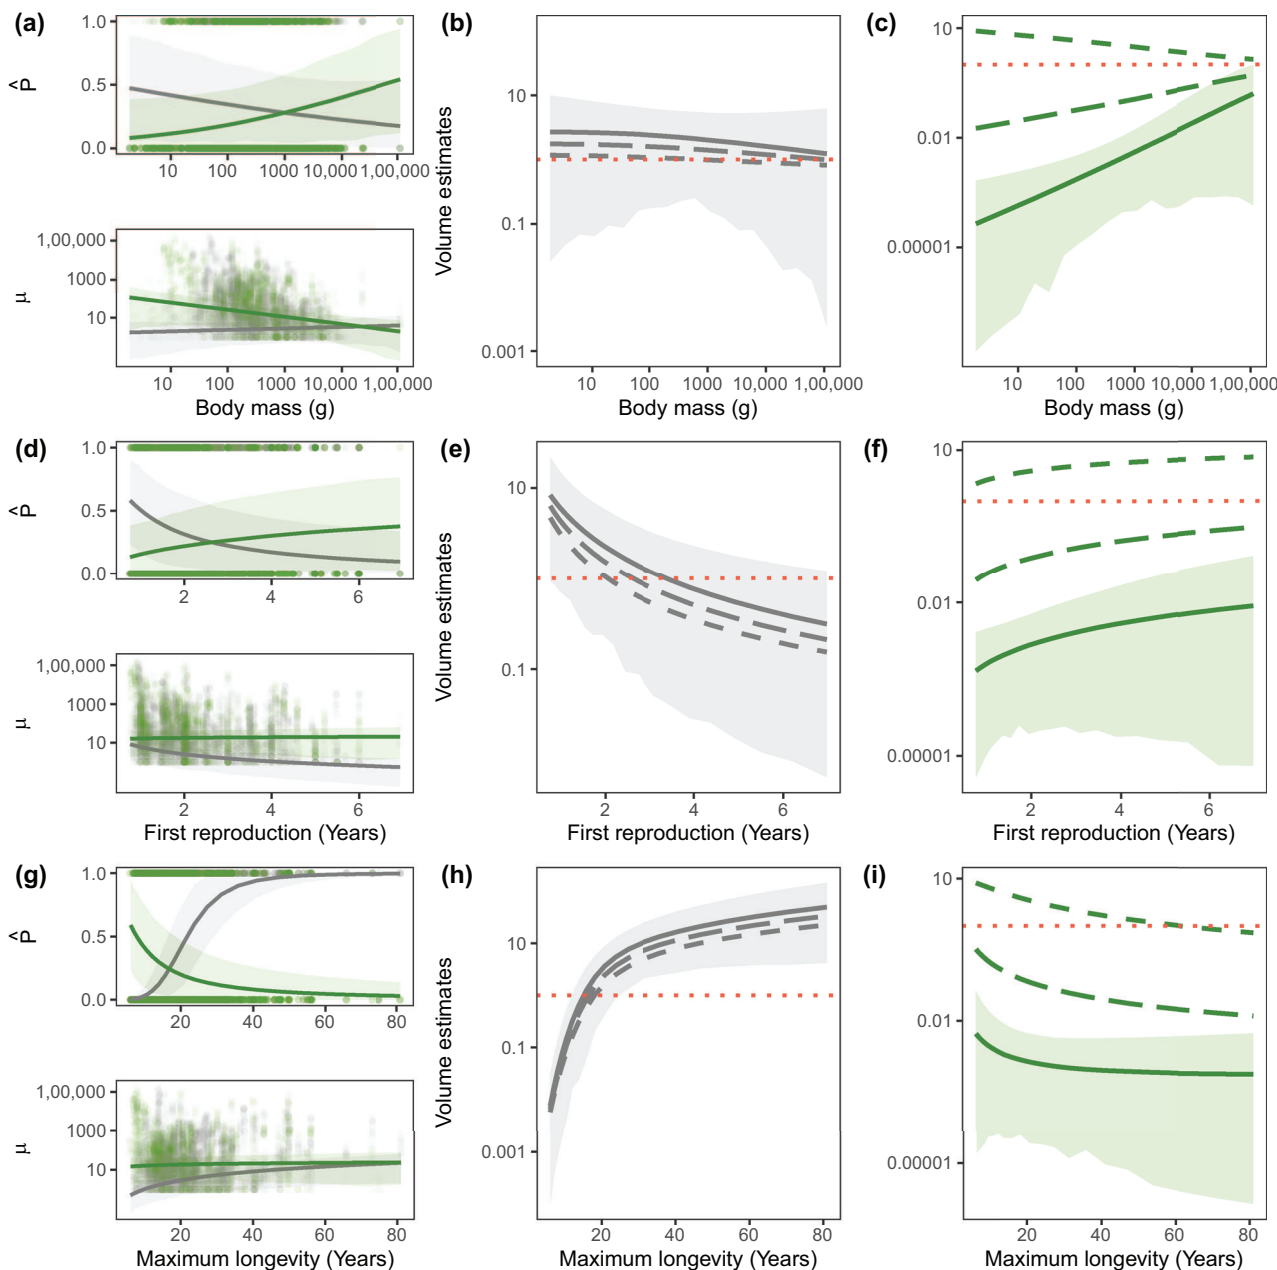 (a)
1.0
0.5
0.0
P̂
10 100 1000 10,000 1,00,000
1,00,000
1000
10
μ
10 100 1000 10,000 1,00,000
Body mass (g)
(b)
10
0.1
0.001
Volume estimates
10 100 1000 10,000 1,00,000
Body mass (g)
(c)
10
0.01
0.00001
10 100 1000 10,000 1,00,000
Body mass (g)
(d)
1.0
0.5
0.0
P̂
2 4 6
1,00,000
1000
10
μ
2 4 6
First reproduction (Years)
(e)
10
0.1
Volume estimates
2 4 6
First reproduction (Years)
(f)
10
0.01
0.00001
2 4 6
First reproduction (Years)
(g)
1.0
0.5
0.0
P̂
20 40 60 80
1,00,000
1000
10
μ
20 40 60 80
Maximum longevity (Years)
(h)
10
0.1
0.001
Volume estimates
20 40 60 80
Maximum longevity (Years)
(i)
10
0.01
0.00001
20 40 60 80
Maximum longevity (Years)